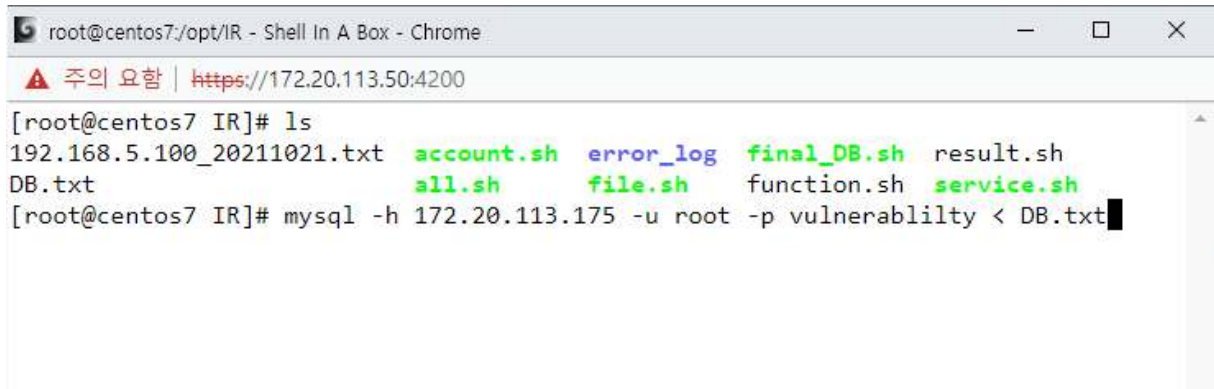 root@centos7:/opt/IR - Shell In A Box - Chrome
주의 요함 | https://172.20.113.50:4200
[root@centos7 IR]# ls
192.168.5.100_20211021.txt account.sh error_log final_DB.sh result.sh
DB.txt all.sh file.sh function.sh service.sh
[root@centos7 IR]# mysql -h 172.20.113.175 -u root -p vulnerablilty < DB.txt